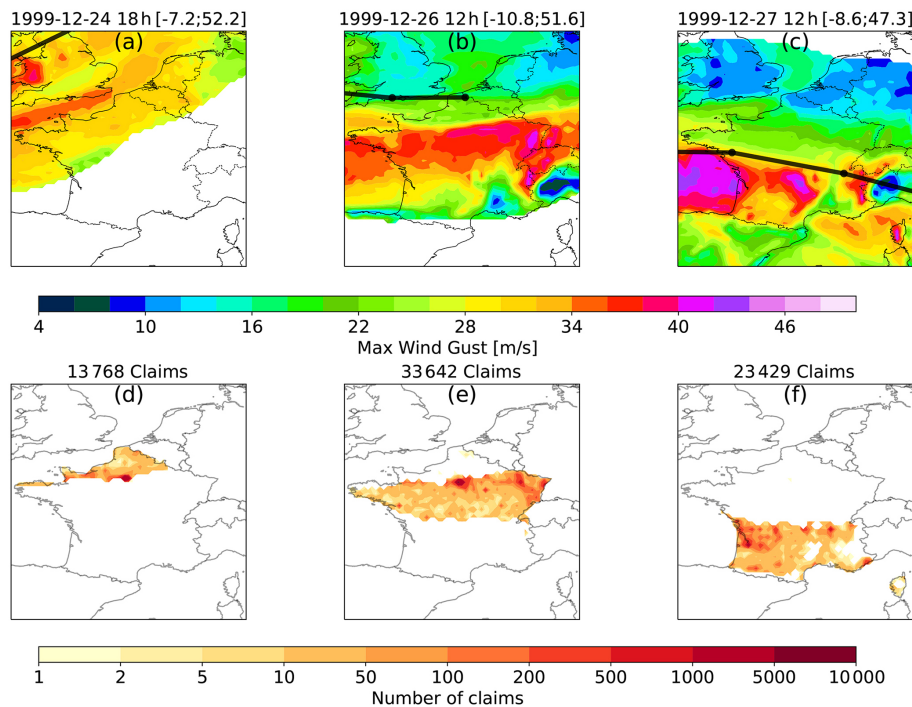 1999-12-24 18h [-7.2;52.2]
1999-12-26 12h [-10.8;51.6]
1999-12-27 12h [-8.6;47.3]
(a)
(b)
(c)
4 10 16 22 28 34 40 46
Max Wind Gust [m/s]
13 768 Claims
33 642 Claims
23 429 Claims
(d)
(e)
(f)
1 2 5 10 50 100 200 500 1000 5000 10 000
Number of claims